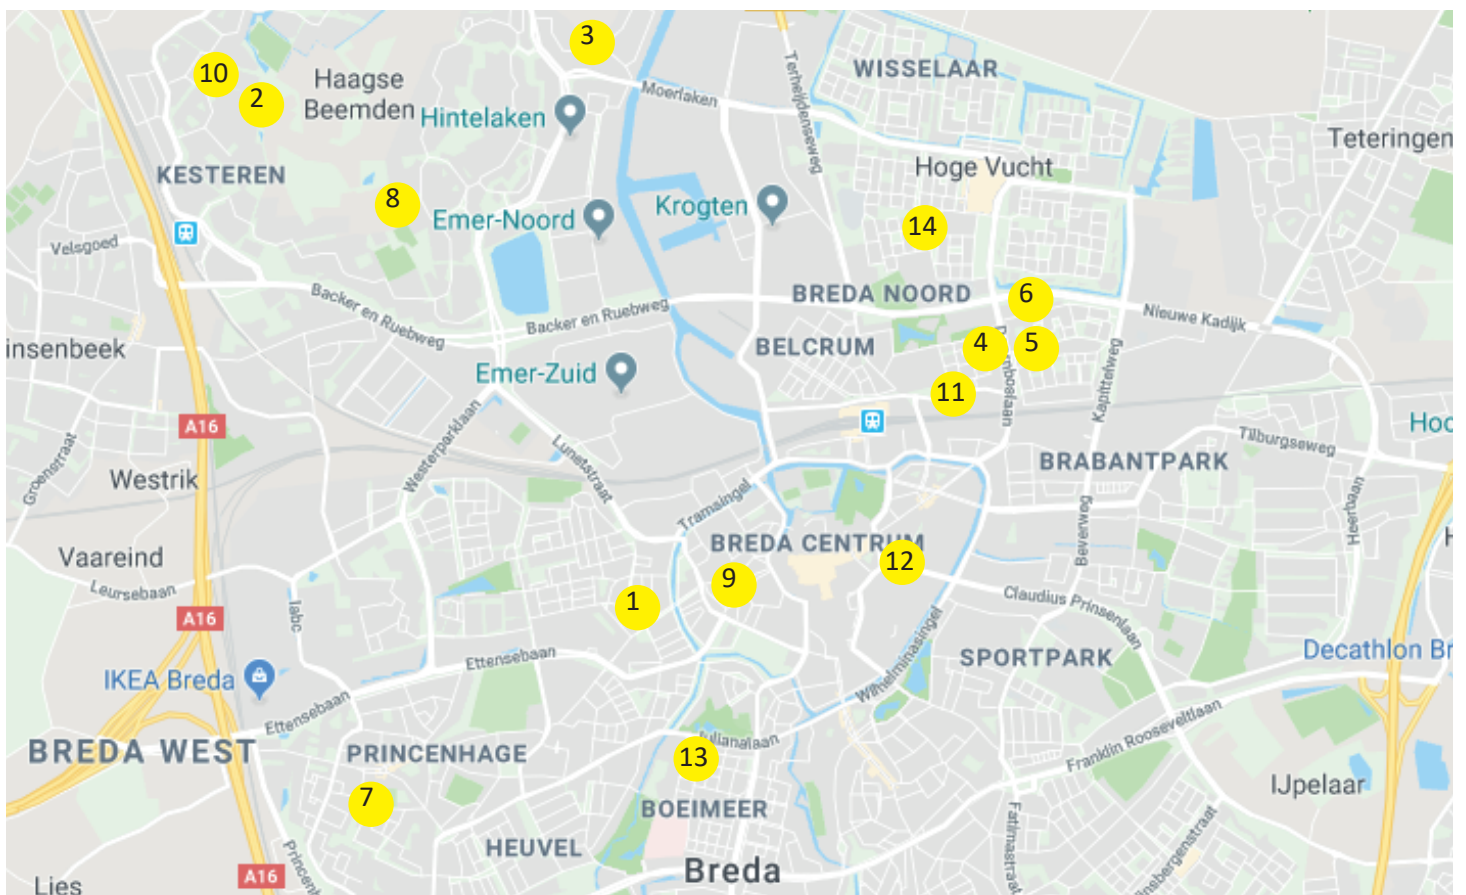 3
10
2
Haagse
Beemden
Hintelaken
Moerlaken
Terheijdenseweg
WISSELAAR
Teteringen
KESTEREN
8
Emer-Noord
Krogten
Hoge Vucht
14
Velsgoed
Backer en Ruebweg
Backer en Ruebweg
BREDA NOORD
6
Nieuwe Kadijk
insenbeek
BELCRUM
4
5
Emer-Zuid
11
Kapittelweg
A16
Westerparklaan
Lunetstraat
Hoo
Groenstraat
Westrik
Tramsingel
BRABANTPARK
Tilburgseweg
Heerbaan
Beverweg
Vaareind
Leursebaan
BREDA CENTRUM
12
9
1
Claudius Prinsenlaan
A16
Ettensebaan
Wilhelminasingel
SPORTPARK
Decathlon Br
IKEA Breda
Ettensebaan
BREDA WEST
PRINCENHAGE
Julianalaan
13
Franklin Rooseveltlaan
IJpelaar
7
BOEIMEER
HEUVEL
Fatimastraat
Breda
A16
Lies